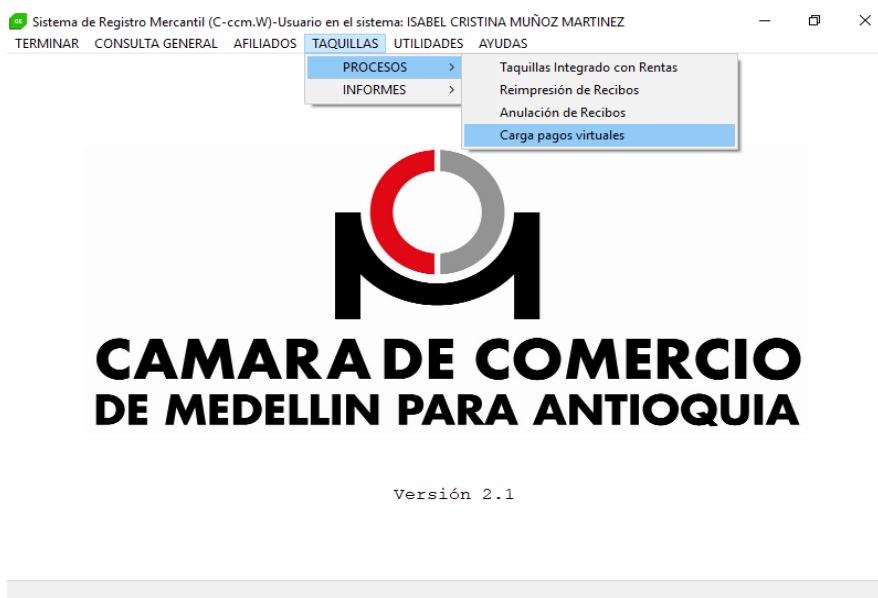 Sistema de Registro Mercantil (C-ccm.W)-Usuario en el sistema: ISABEL CRISTINA MUÑOZ MARTINEZ
TERMINAR CONSULTA GENERAL AFILIADOS TAQUILLAS UTILIDADES AYUDAS
PROCESOS > Taquillas Integrado con Rentas
INFORMES > Reimpresión de Recibos
Anulación de Recibos
Carga pagos virtuales
CAMARA DE COMERCIO
DE MEDELLIN PARA ANTIOQUIA
Versión 2.1